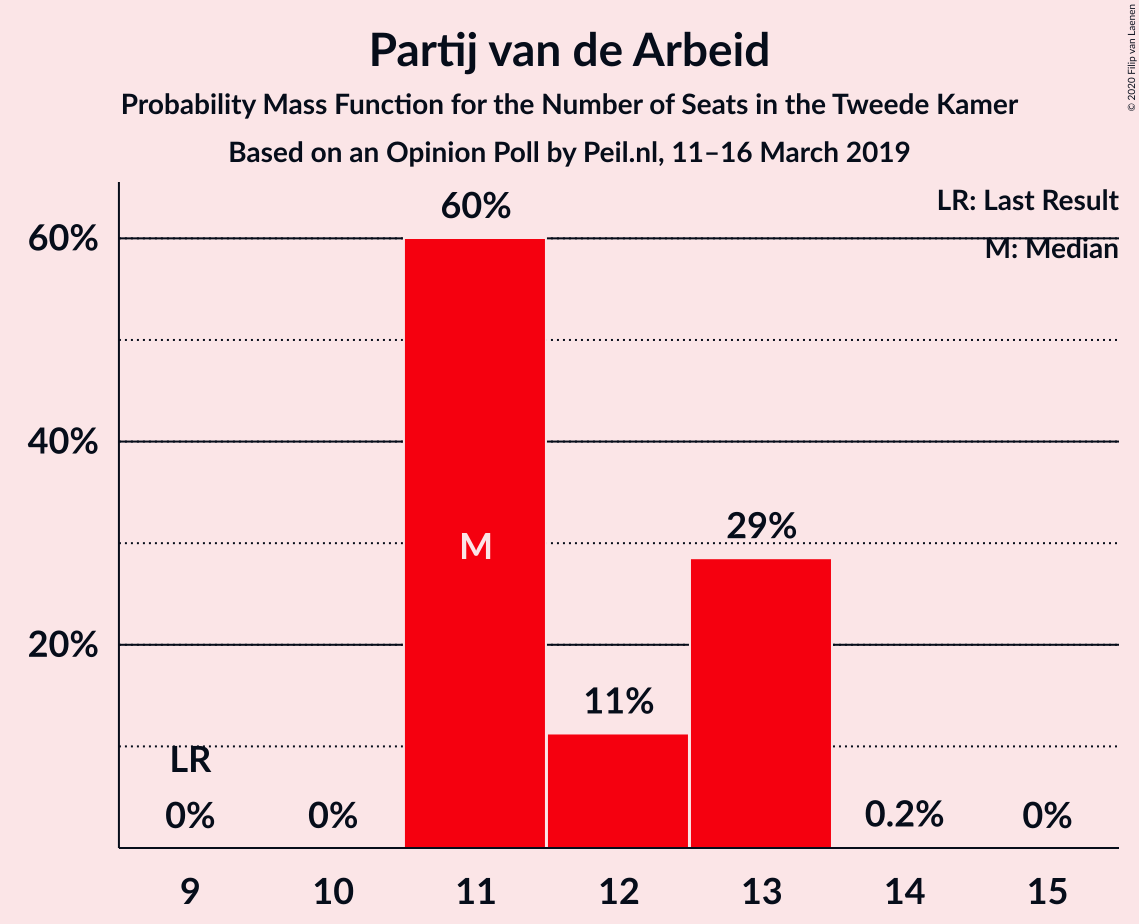 Partij van de Arbeid
Probability Mass Function for the Number of Seats in the Tweede Kamer
Based on an Opinion Poll by Peil.nl, 11–16 March 2019
© 2020 Filip van Laenen
LR: Last Result
M: Median
60%
40%
20%
60%
M
29%
11%
LR
0%
0%
0.2%
0%
9 10 11 12 13 14 15